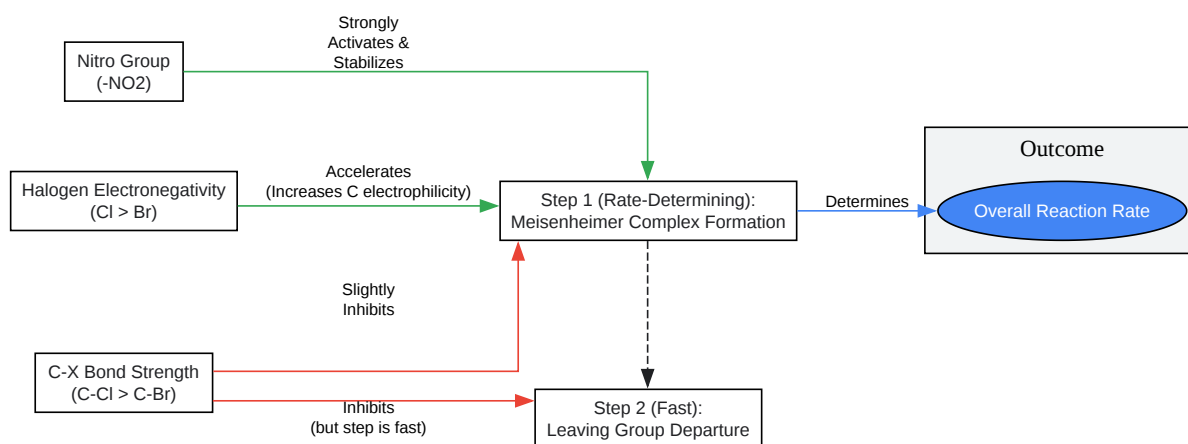 Strongly
Activates &
Stabilizes
Nitro Group
(-NO2)
Outcome
Halogen Electronegativity
(Cl > Br)
Accelerates
(Increases C electrophilicity)
Step 1 (Rate-Determining):
Meisenheimer Complex Formation
Determines
Overall Reaction Rate
Slightly
Inhibits
C-X Bond Strength
(C-Cl > C-Br)
Inhibits
(but step is fast)
Step 2 (Fast):
Leaving Group Departure